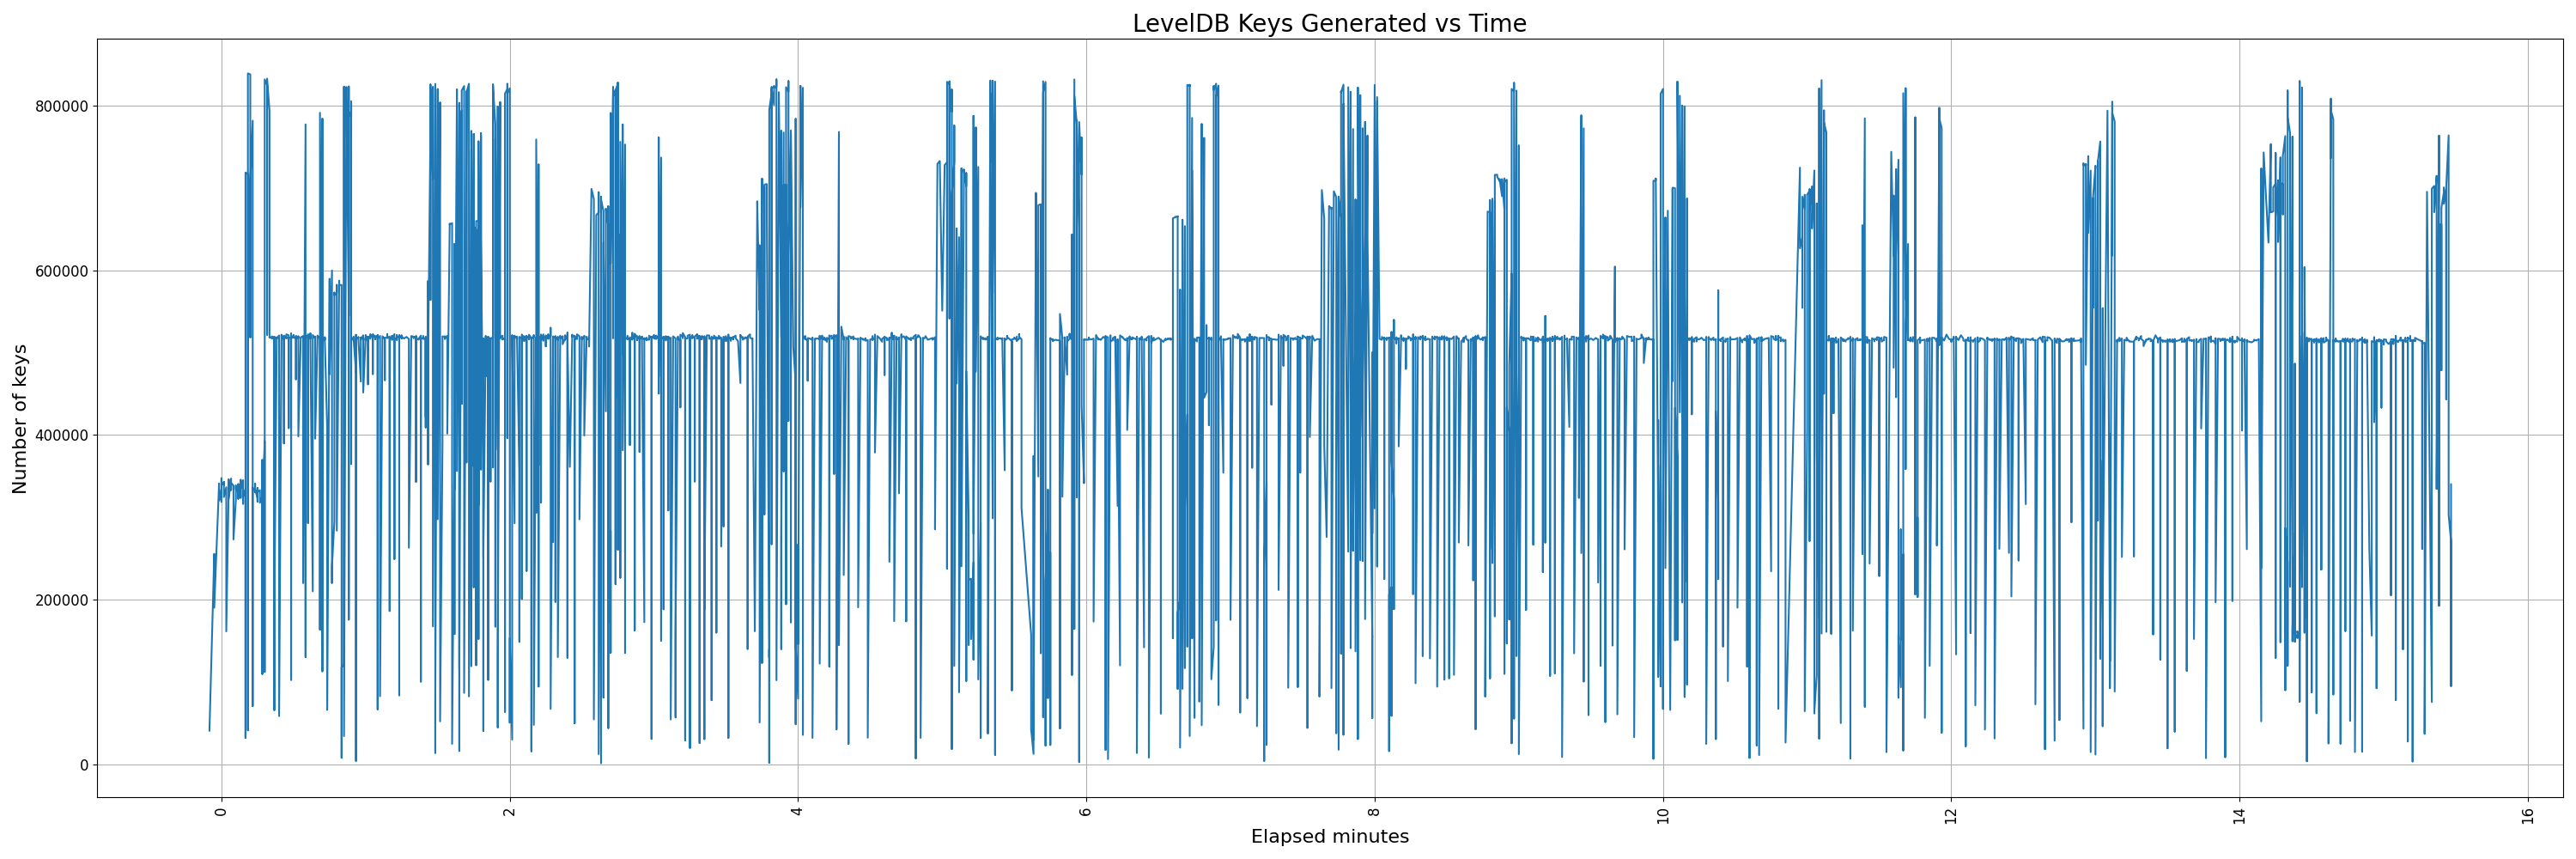 LevelDB Keys Generated vs Time
Number of keys
800000
600000
400000
200000
0
0 2 4 6 8 10 12 14 16
Elapsed minutes